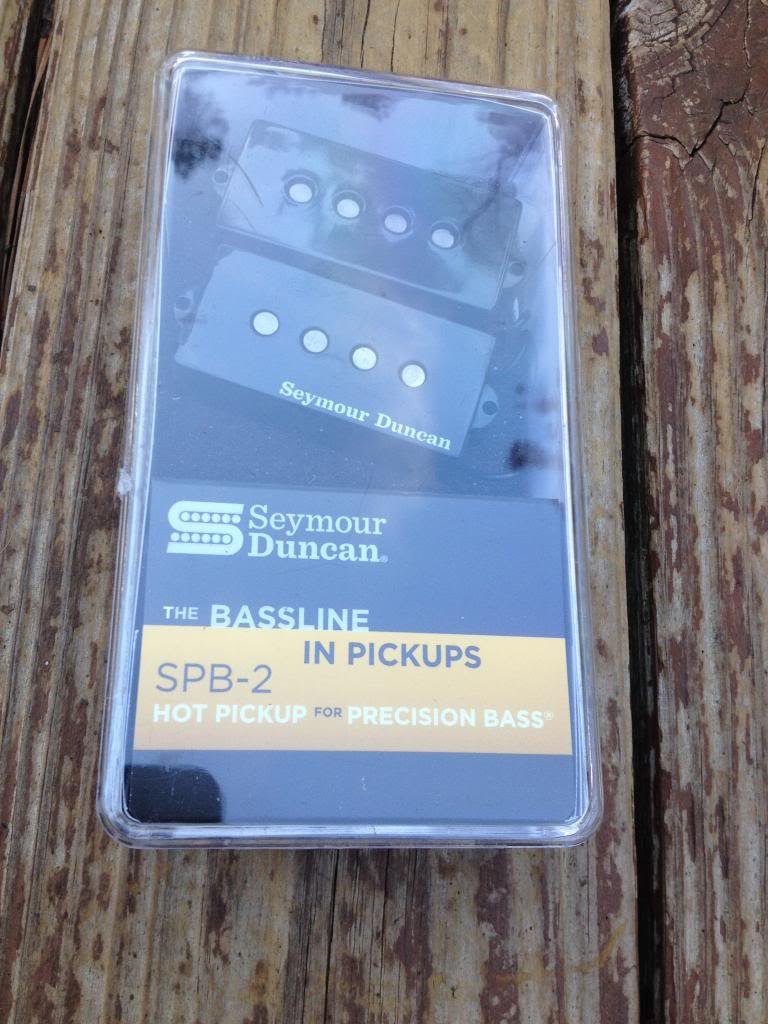 Seymour Duncan
Seymour
Duncan®
THE BASSLINE
IN PICKUPS
SPB-2
HOT PICKUP FOR PRECISION BASS®